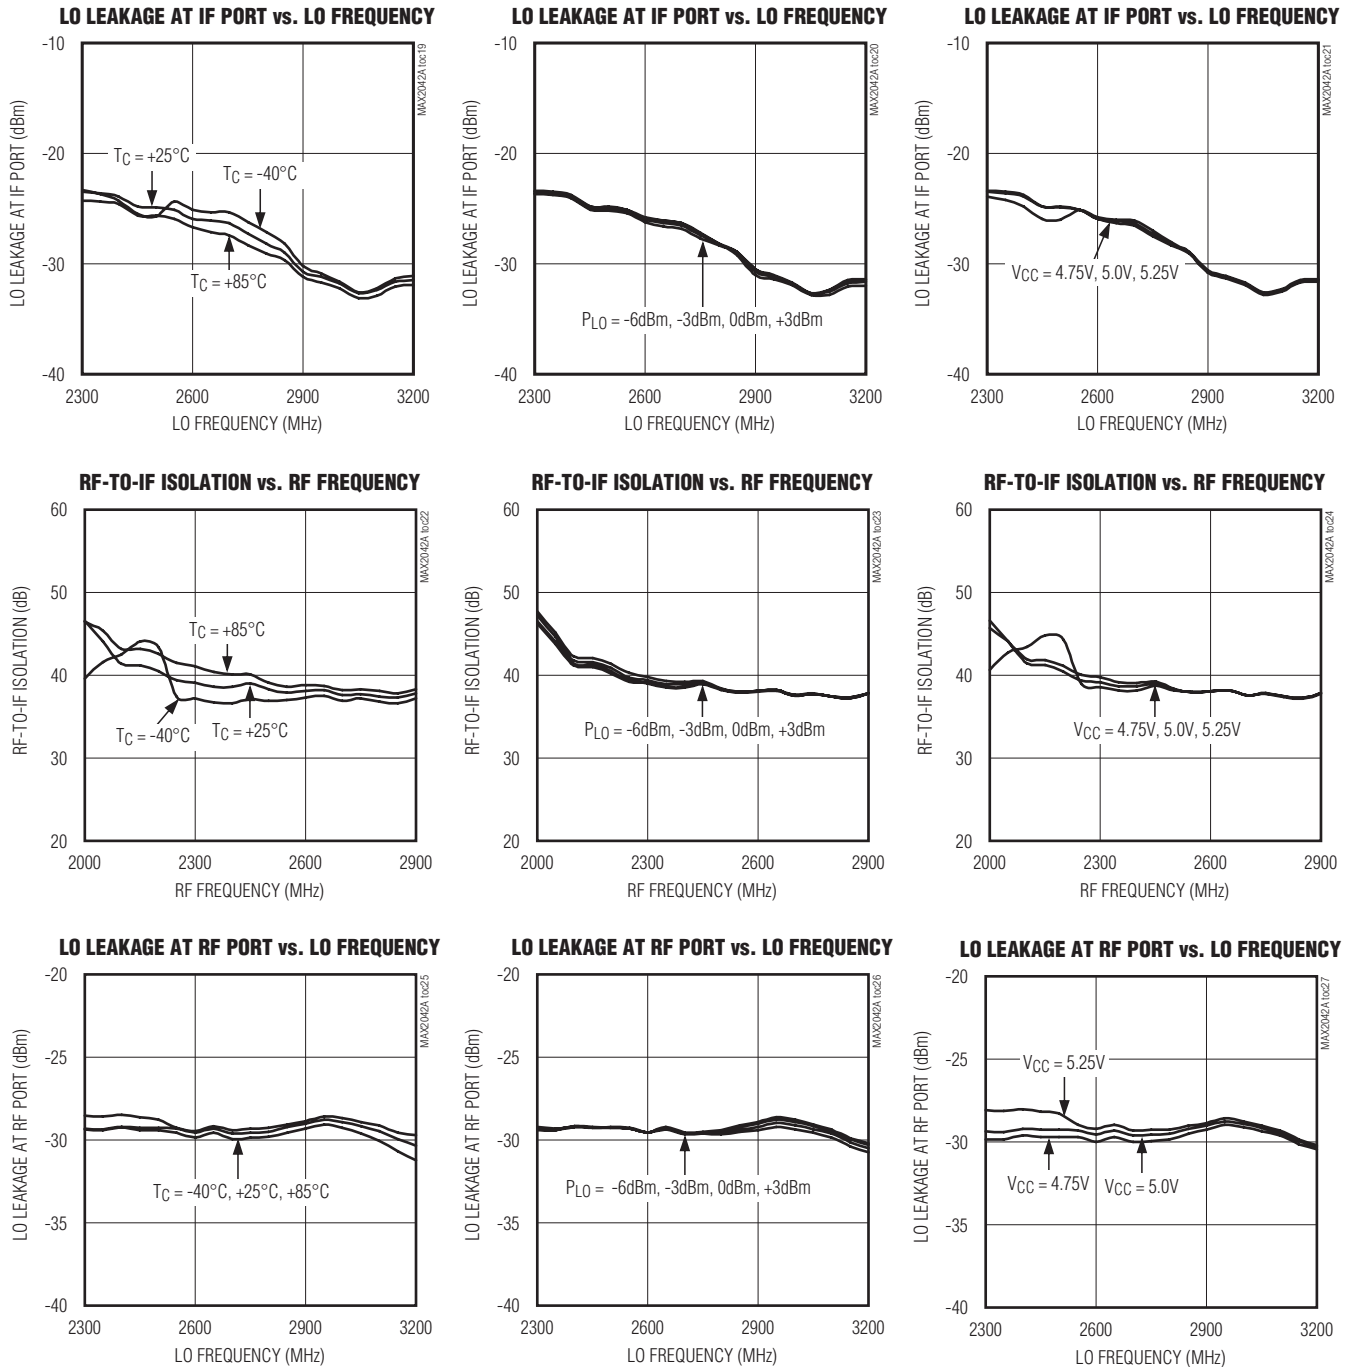 LO LEAKAGE AT IF PORT vs. LO FREQUENCY
MAX2042A toc19
LO LEAKAGE AT IF PORT (dBm)
-10
-20
-30
-40
TC = +25°C
TC = -40°C
TC = +85°C
2300 2600 2900 3200
LO FREQUENCY (MHz)
LO LEAKAGE AT IF PORT vs. LO FREQUENCY
MAX2042A toc20
LO LEAKAGE AT IF PORT (dBm)
-10
-20
-30
-40
PLO = -6dBm, -3dBm, 0dBm, +3dBm
2300 2600 2900 3200
LO FREQUENCY (MHz)
LO LEAKAGE AT IF PORT vs. LO FREQUENCY
MAX2042A toc21
LO LEAKAGE AT IF PORT (dBm)
-10
-20
-30
-40
VCC = 4.75V, 5.0V, 5.25V
2300 2600 2900 3200
LO FREQUENCY (MHz)
RF-TO-IF ISOLATION vs. RF FREQUENCY
MAX2042A toc22
RF-TO-IF ISOLATION (dB)
60
50
40
30
20
TC = +85°C
TC = -40°C
TC = +25°C
2000 2300 2600 2900
RF FREQUENCY (MHz)
RF-TO-IF ISOLATION vs. RF FREQUENCY
MAX2042A toc23
RF-TO-IF ISOLATION (dB)
60
50
40
30
20
PLO = -6dBm, -3dBm, 0dBm, +3dBm
2000 2300 2600 2900
RF FREQUENCY (MHz)
RF-TO-IF ISOLATION vs. RF FREQUENCY
MAX2042A toc24
RF-TO-IF ISOLATION (dB)
60
50
40
30
20
VCC = 4.75V, 5.0V, 5.25V
2000 2300 2600 2900
RF FREQUENCY (MHz)
LO LEAKAGE AT RF PORT vs. LO FREQUENCY
MAX2042A toc25
LO LEAKAGE AT RF PORT (dBm)
-20
-25
-30
-35
-40
TC = -40°C, +25°C, +85°C
2300 2600 2900 3200
LO FREQUENCY (MHz)
LO LEAKAGE AT RF PORT vs. LO FREQUENCY
MAX2042A toc26
LO LEAKAGE AT RF PORT (dBm)
-20
-25
-30
-35
-40
PLO = -6dBm, -3dBm, 0dBm, +3dBm
2300 2600 2900 3200
LO FREQUENCY (MHz)
LO LEAKAGE AT RF PORT vs. LO FREQUENCY
MAX2042A toc27
LO LEAKAGE AT RF PORT (dBm)
-20
-25
-30
-35
-40
VCC = 5.25V
VCC = 4.75V
VCC = 5.0V
2300 2600 2900 3200
LO FREQUENCY (MHz)